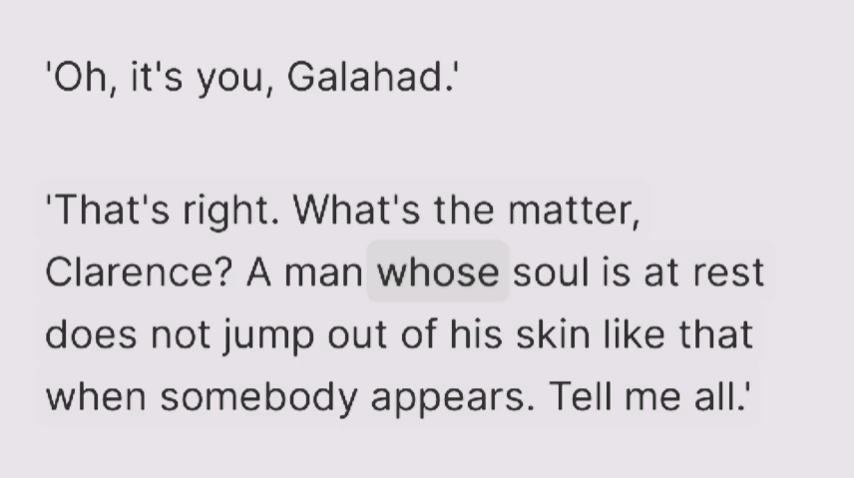 'Oh, it's you, Galahad.'
'That's right. What's the matter,
Clarence? A man whose soul is at rest
does not jump out of his skin like that
when somebody appears. Tell me all.'